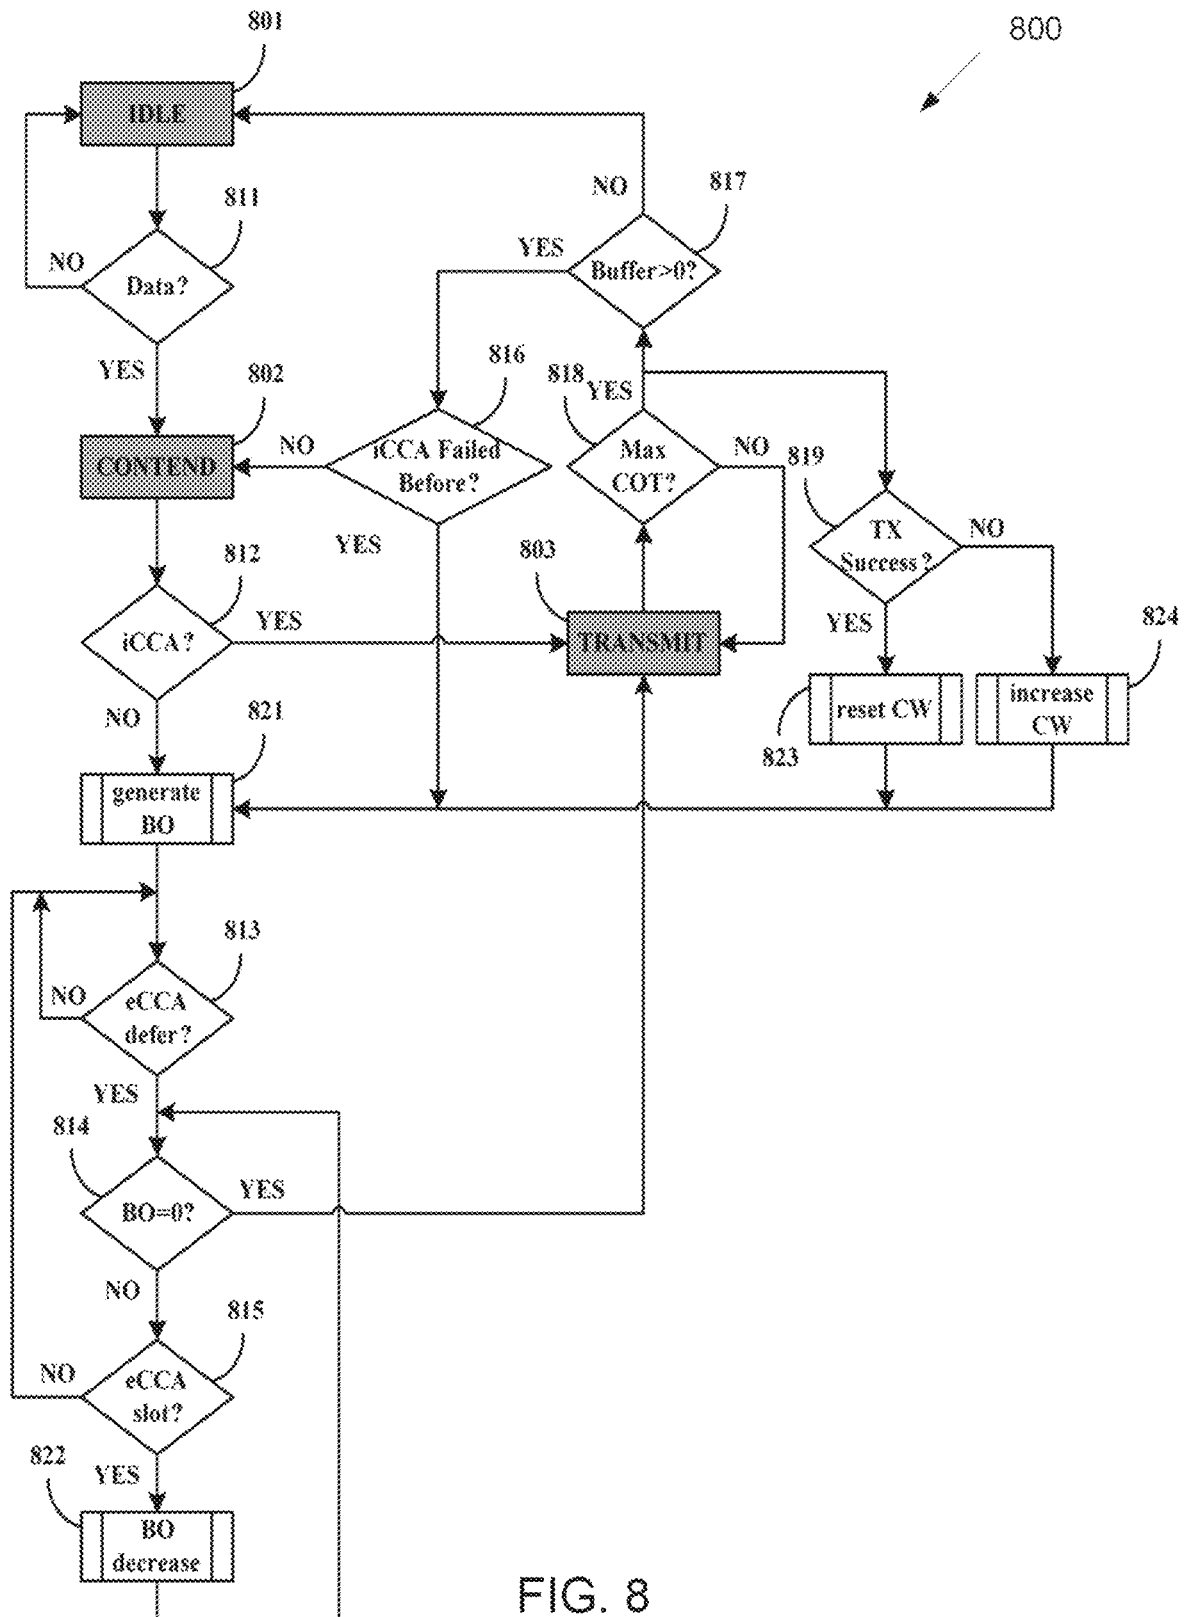 801
800
IDLE
NO
817
811
YES
Buffer>0?
NO
Data?
816
818
YES
YES
802
NO
iCCA Failed
Before?
Max
COT?
NO
819
CONTEND
YES
TX
Success?
NO
812
803
iCCA?
YES
TRANSMIT
YES
824
NO
821
reset CW
increase
CW
823
generate
BO
813
NO
eCCA
defer?
YES
814
BO=0?
YES
NO
815
NO
eCCA
slot?
822
YES
BO
decrease
FIG. 8